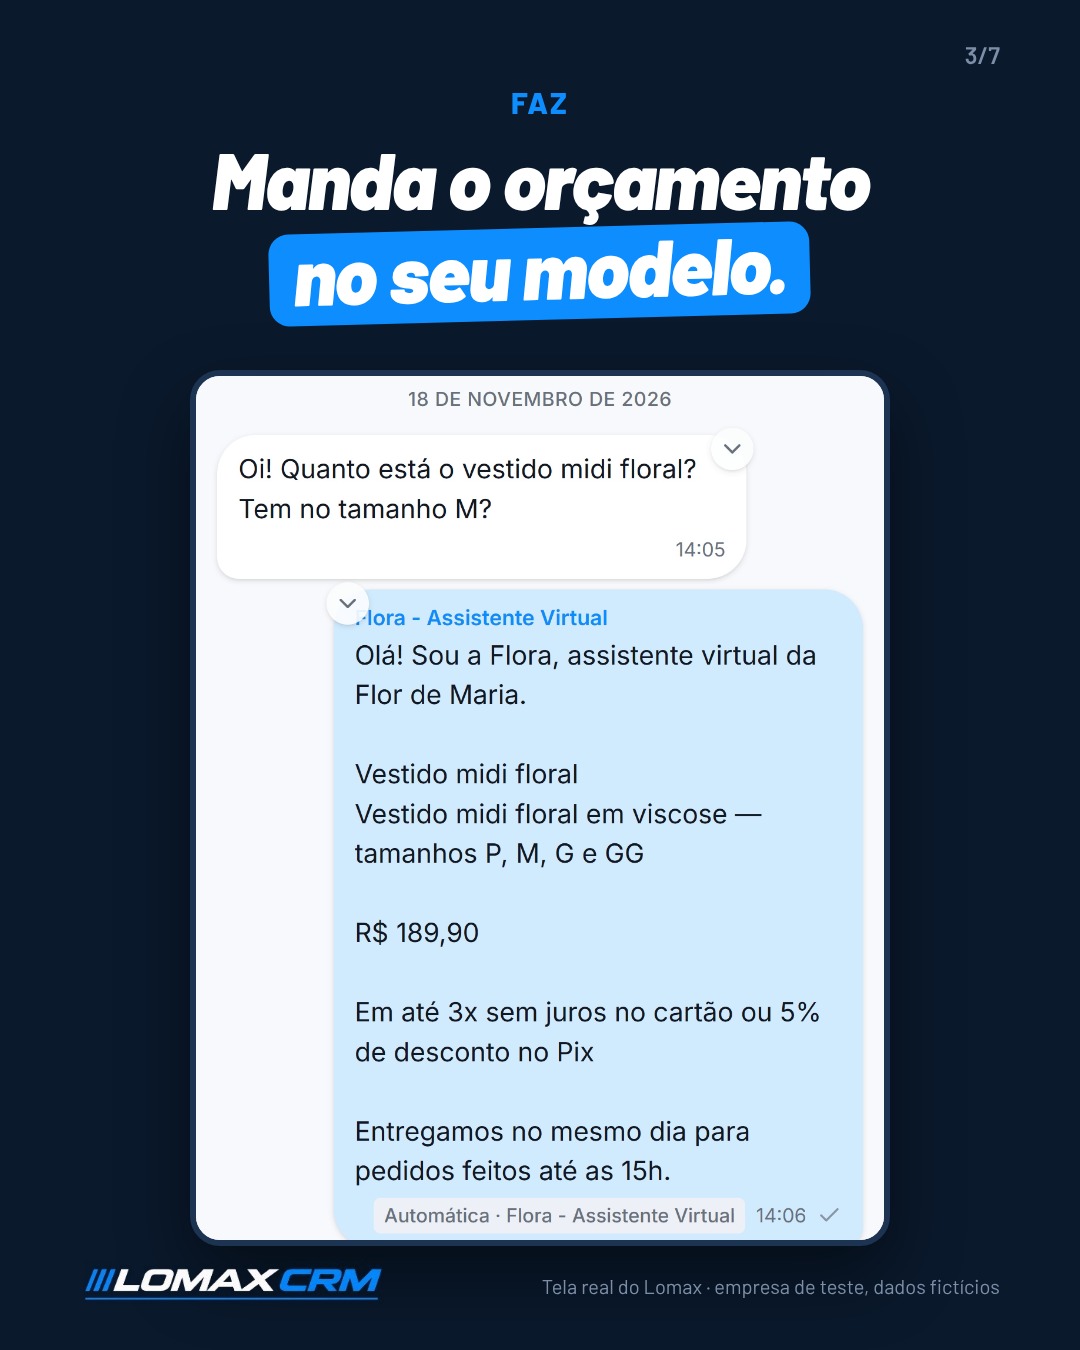 3/7
FAZ
Manda o orçamento
no seu modelo.
18 DE NOVEMBRO DE 2026
Oi! Quanto está o vestido midi floral?
Tem no tamanho M?
14:05
Flora - Assistente Virtual
Olá! Sou a Flora, assistente virtual da
Flor de Maria.
Vestido midi floral
Vestido midi floral em viscose —
tamanhos P, M, G e GG
R$ 189,90
Em até 3x sem juros no cartão ou 5%
de desconto no Pix
Entregamos no mesmo dia para
pedidos feitos até as 15h.
Automática · Flora - Assistente Virtual 14:06
LOMAX CRM
Tela real do Lomax · empresa de teste, dados fictícios